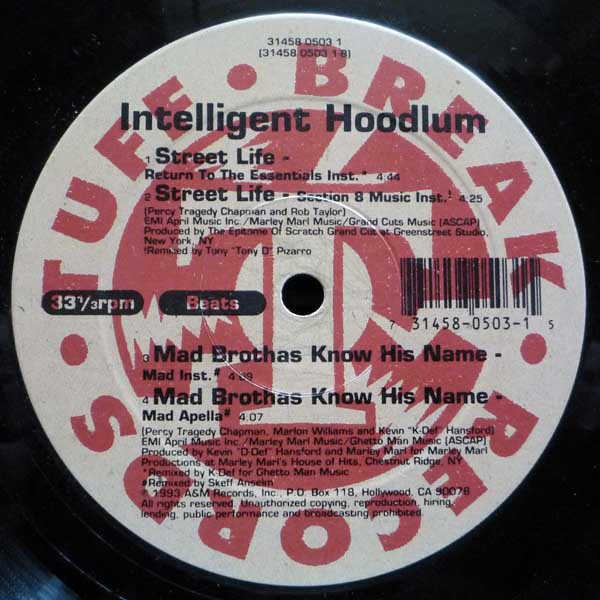 31458 0503 1
(31458 0503 1-B)
TUFF • BREAK • RECORDS •
Intelligent Hoodlum
1 Street Life -
Return To The Essentials Inst.* 4:44
2 Street Life - Section 8 Music Inst.! 4:25
(Percy Tragedy Chapman and Rob Taylor)
EMI April Music Inc./Marley Marl Music/Grand Cuts Music (ASCAP)
Produced by The Epitome Of Scratch Grand Cut at Greenstreet Studio,
New York, NY
!Remixed by Tony "Tony D" Pizarro
33 1/3rpm
Beats
7 31458-0503-1 5
3 Mad Brothas Know His Name -
Mad Inst.#
4 Mad Brothas Know His Name -
Mad Apella# 4:07
(Percy Tragedy Chapman, Marlon Williams and Kevin "K-Def" Hansford)
EMI April Music Inc./Marley Marl Music/Ghetto Man Music (ASCAP)
Produced by Kevin "D-Def" Hansford and Marley Marl for Marley Marl
Productions at Marley Marl's House of Hits, Chestnut Ridge, NY
*Remixed by K-Def for Ghetto Man Music
#Remixed by Skeff Anselm
© 1993 A&M Records, Inc., P.O. Box 118, Hollywood, CA 90078
All rights reserved. Unauthorized copying, reproduction, hiring,
lending, public performance and broadcasting prohibited.